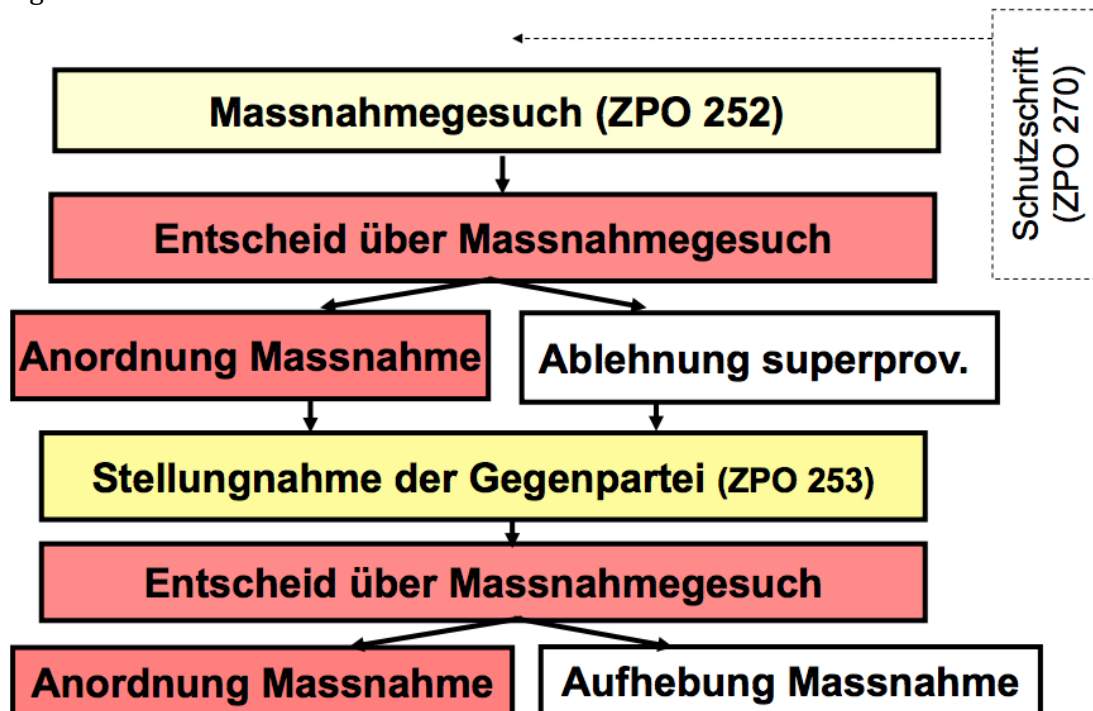 Massnahmegesuch (ZPO 252)
Schutzschrift
(ZPO 270)
Entscheid über Massnahmegesuch
Anordnung Massnahme
Ablehnung superprov.
Stellungnahme der Gegenpartei (ZPO 253)
Entscheid über Massnahmegesuch
Anordnung Massnahme
Aufhebung Massnahme